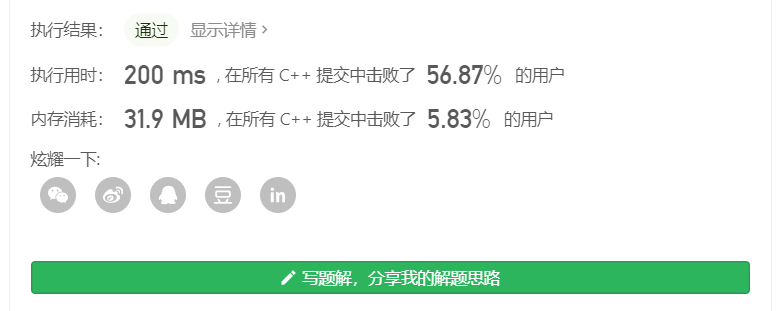 执行结果： 通过 显示详情 >
执行用时： 200 ms , 在所有 C++ 提交中击败了 56.87% 的用户
内存消耗： 31.9 MB , 在所有 C++ 提交中击败了 5.83% 的用户
炫耀一下:
豆 in
写题解，分享我的解题思路